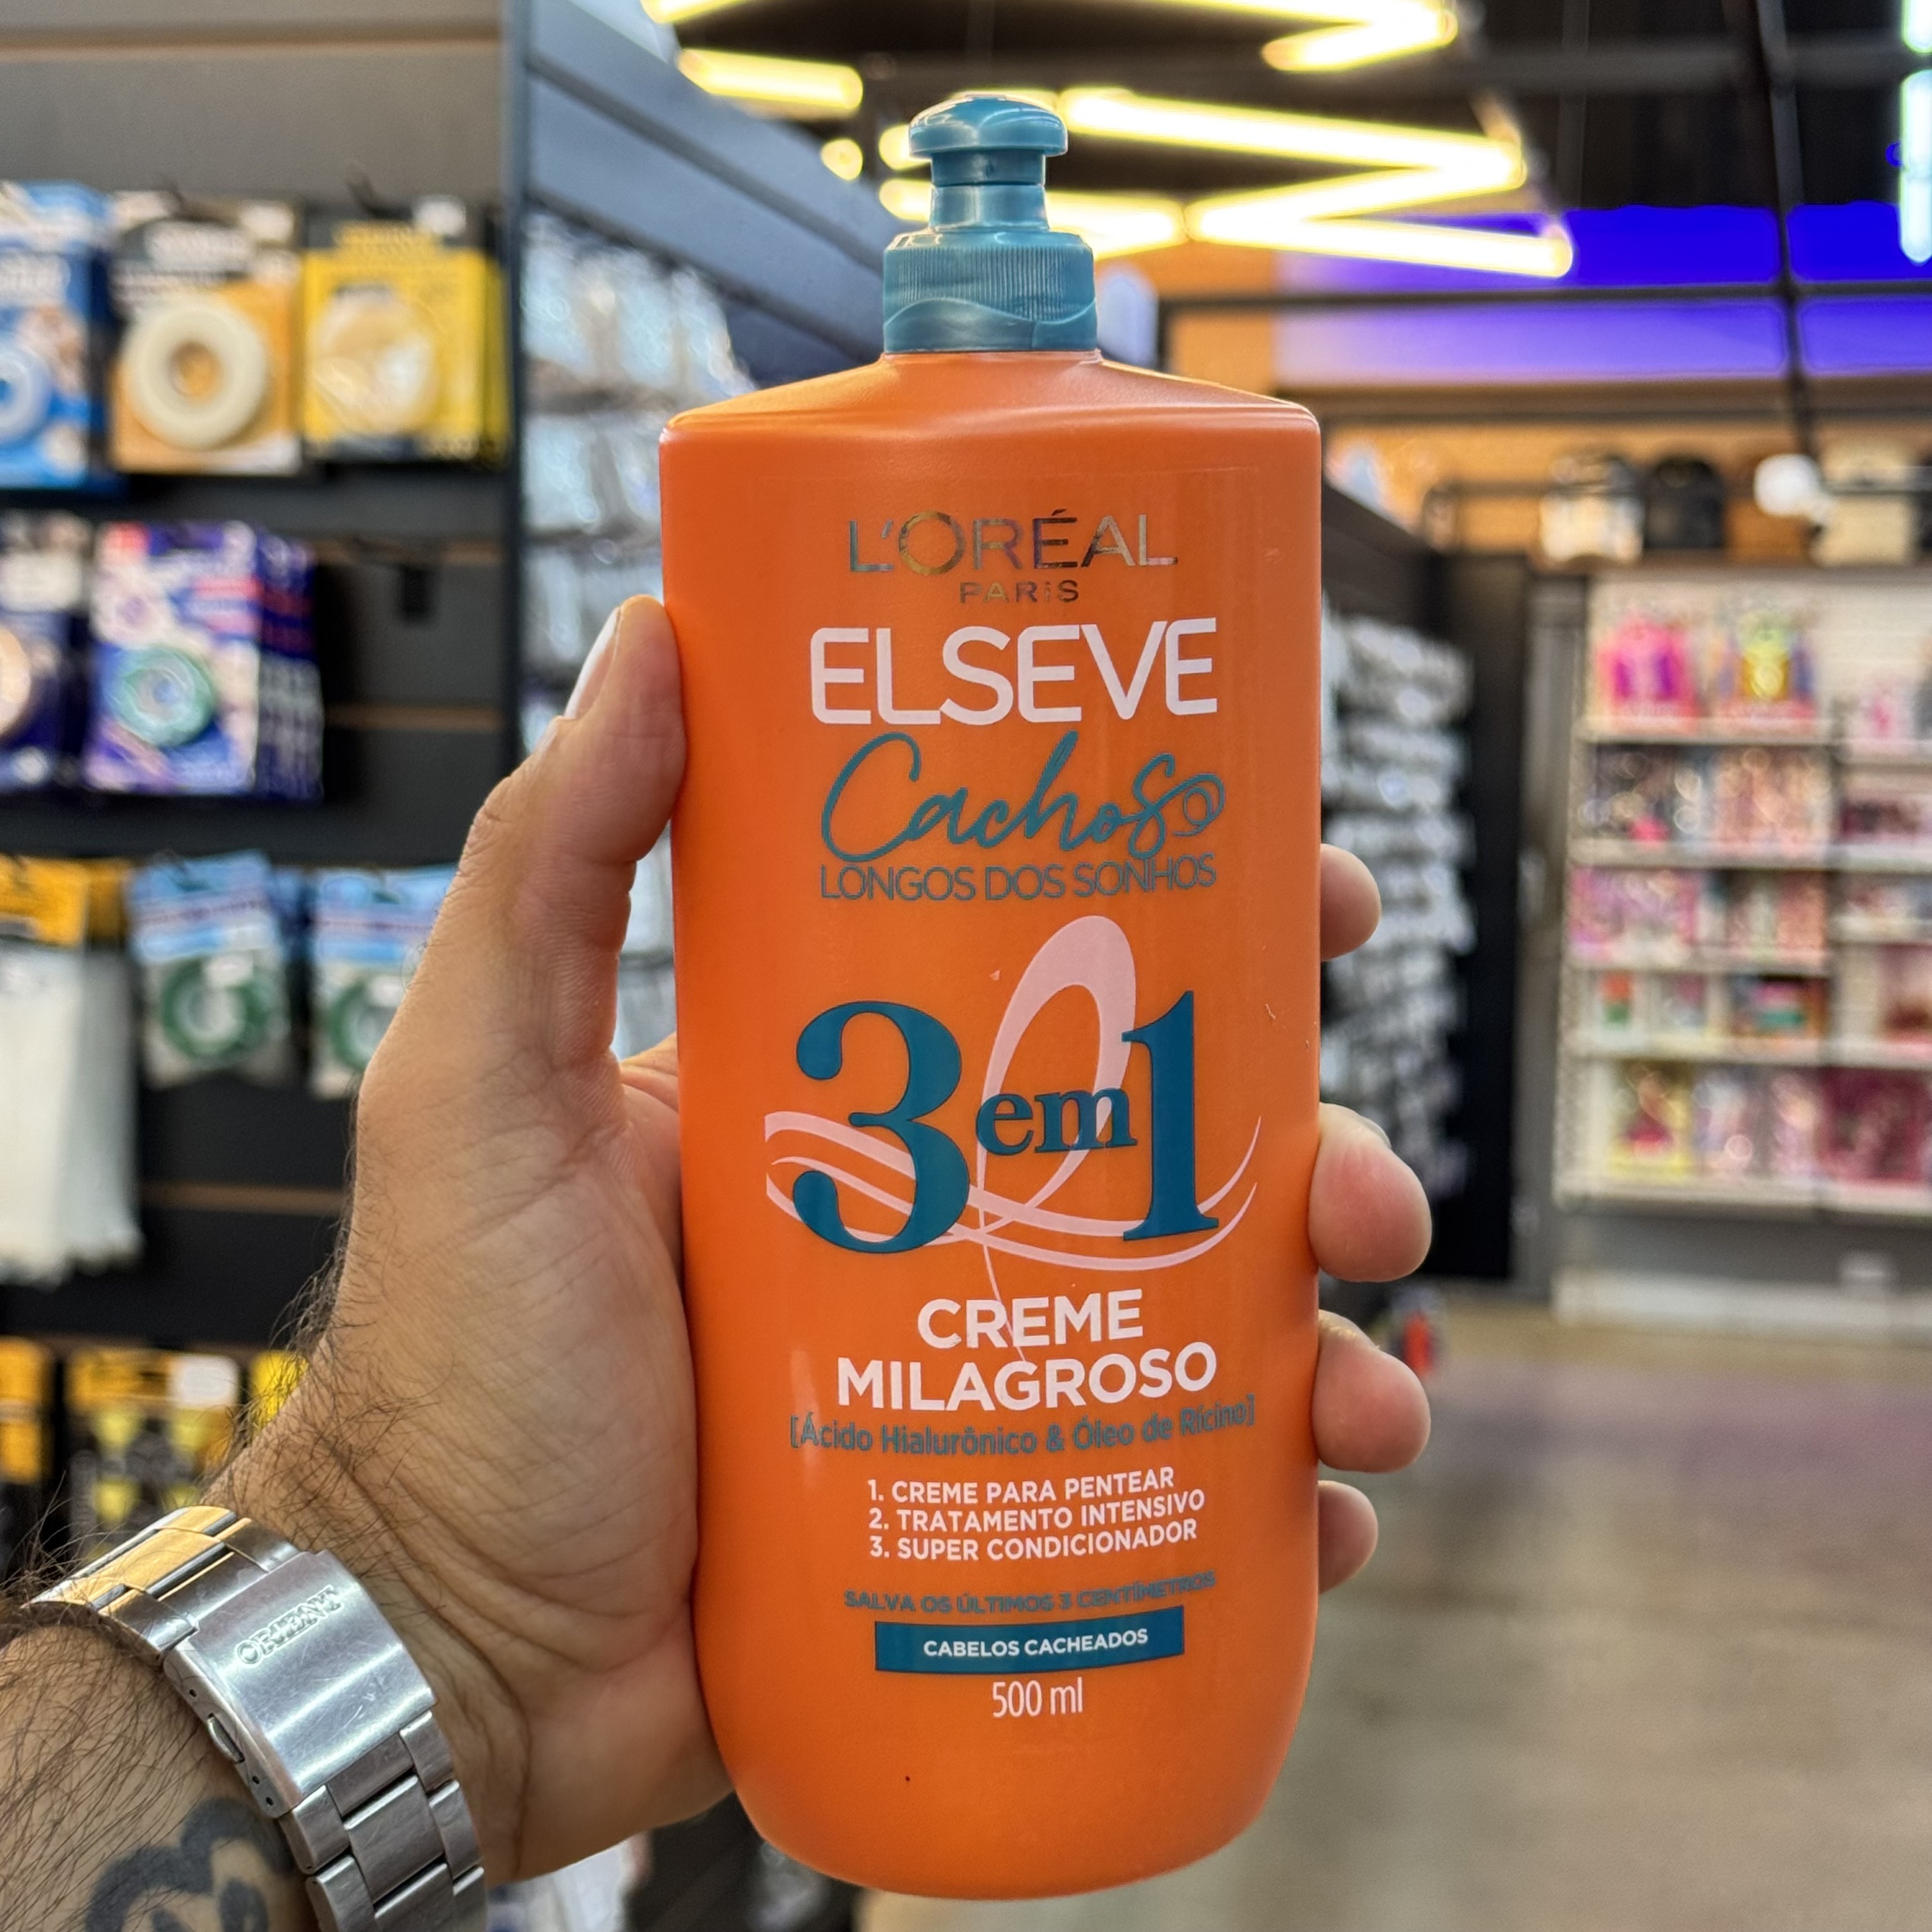 L'ORÉAL
PARIS
ELSEVE
Cachos
LONGOS DOS SONHOS
3 em 1
CREME
MILAGROSO
[Ácido Hialurônico & Óleo de Rícino]
1. CREME PARA PENTEAR
2. TRATAMENTO INTENSIVO
3. SUPER CONDICIONADOR
SALVA OS ÚLTIMOS 3 CENTÍMETROS
CABELOS CACHEADOS
500 ml
ORIENT